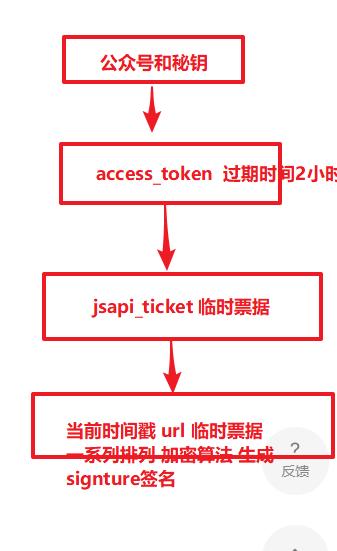 公众号和秘钥
access_token 过期时间2小时
jsapi_ticket 临时票据
当前时间戳 url 临时票据
一系列排列 加密算法 生成
signture签名
?
反馈